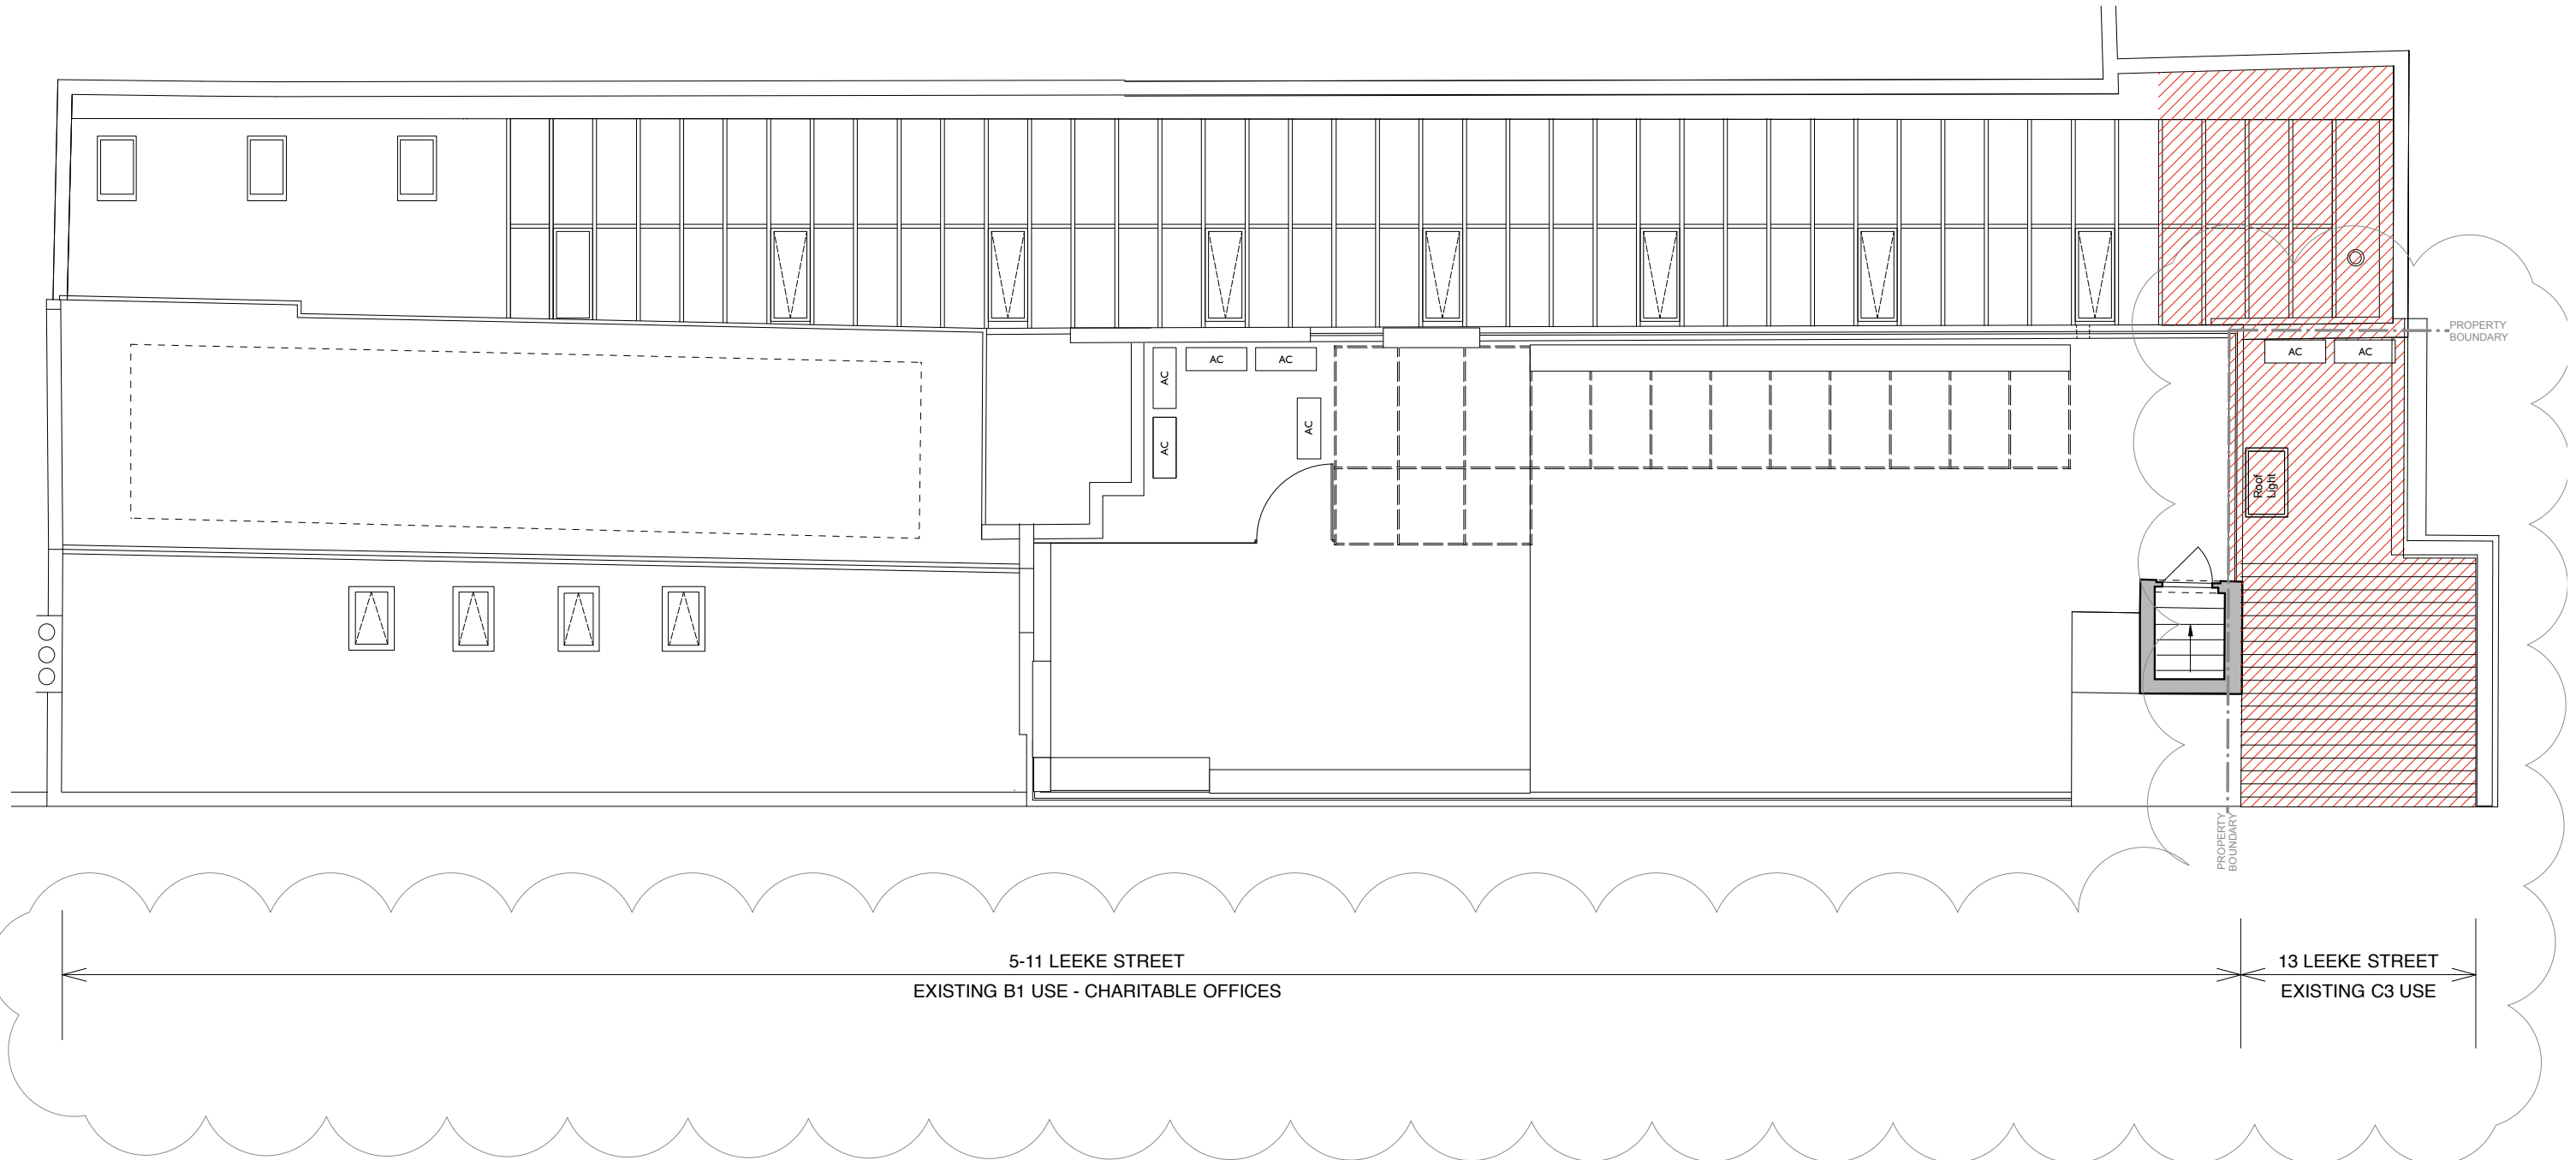 PROPERTY
BOUNDARY
AC
AC
AC
AC
AC
AC
AC
Roof
Light
PROPERTY
BOUNDARY
5-11 LEEKE STREET
EXISTING B1 USE - CHARITABLE OFFICES
13 LEEKE STREET
EXISTING C3 USE